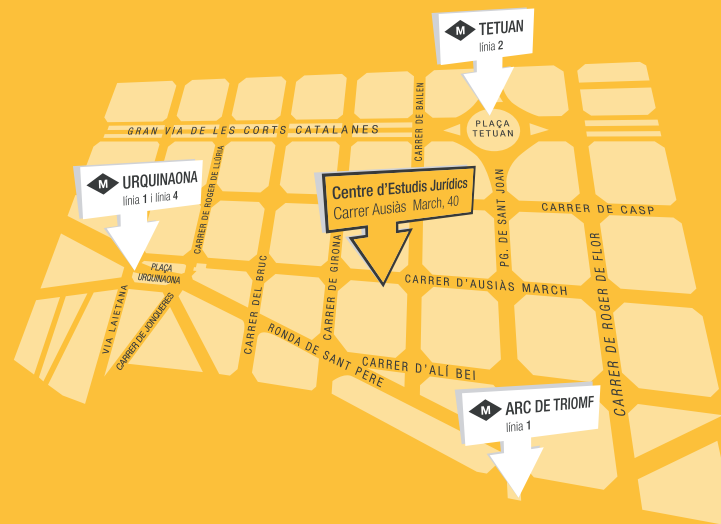 M TETUAN
línia 2
PLAÇA
TETUAN
GRAN VIA DE LES CORTS CATALANES
CARRER DE BAILEN
M URQUINAONA
línia 1 i línia 4
CARRER DE ROGER DE LLÚRIA
Centre d'Estudis Jurídics
Carrer Ausiàs March, 40
PG. DE SANT JOAN
CARRER DE CASP
PLAÇA
URQUINAONA
CARRER D'AUSIÀS MARCH
CARRER DE ROGER DE FLOR
VIA LAIETANA
CARRER DE JONQUERES
CARRER DEL BRUC
CARRER DE GIRONA
RONDA DE SANT PERE
CARRER D'ALÍ BEI
M ARC DE TRIOMF
línia 1